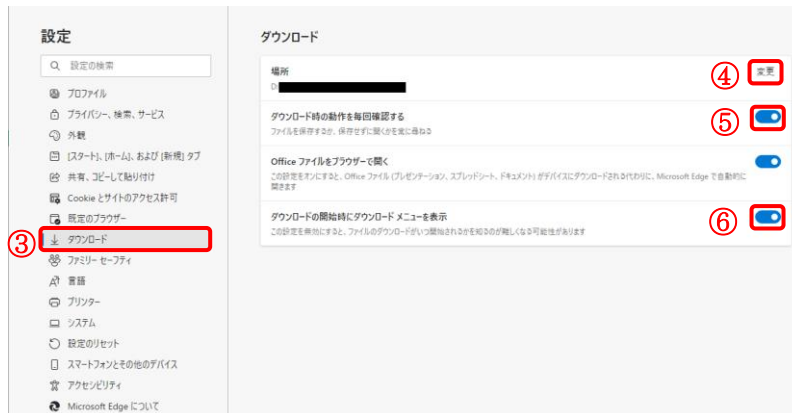 設定
設定の検索
プロファイル
プライバシー、検索、サービス
外観
[スタート]、[ホーム]、および [新規] タブ
共有、コピーして貼り付け
Cookie とサイトのアクセス許可
既定のブラウザー
③ ダウンロード
ファミリー セーフティ
言語
プリンター
システム
設定のリセット
スマートフォンとその他のデバイス
アクセシビリティ
Microsoft Edge について
ダウンロード
場所 ④ 変更
D:
ダウンロード時の動作を毎回確認する ⑤
ファイルを保存するか、保存せずに開くかを常に尋ねる
Office ファイルをブラウザーで開く
この設定をオンにすると、Office ファイル (プレゼンテーション、スプレッドシート、ドキュメント) がデバイスにダウンロードされる代わりに、Microsoft Edge で自動的に
開きます
ダウンロードの開始時にダウンロード メニューを表示 ⑥
この設定を無効にすると、ファイルのダウンロードがいつ開始されるかを知るのが難しくなる可能性があります